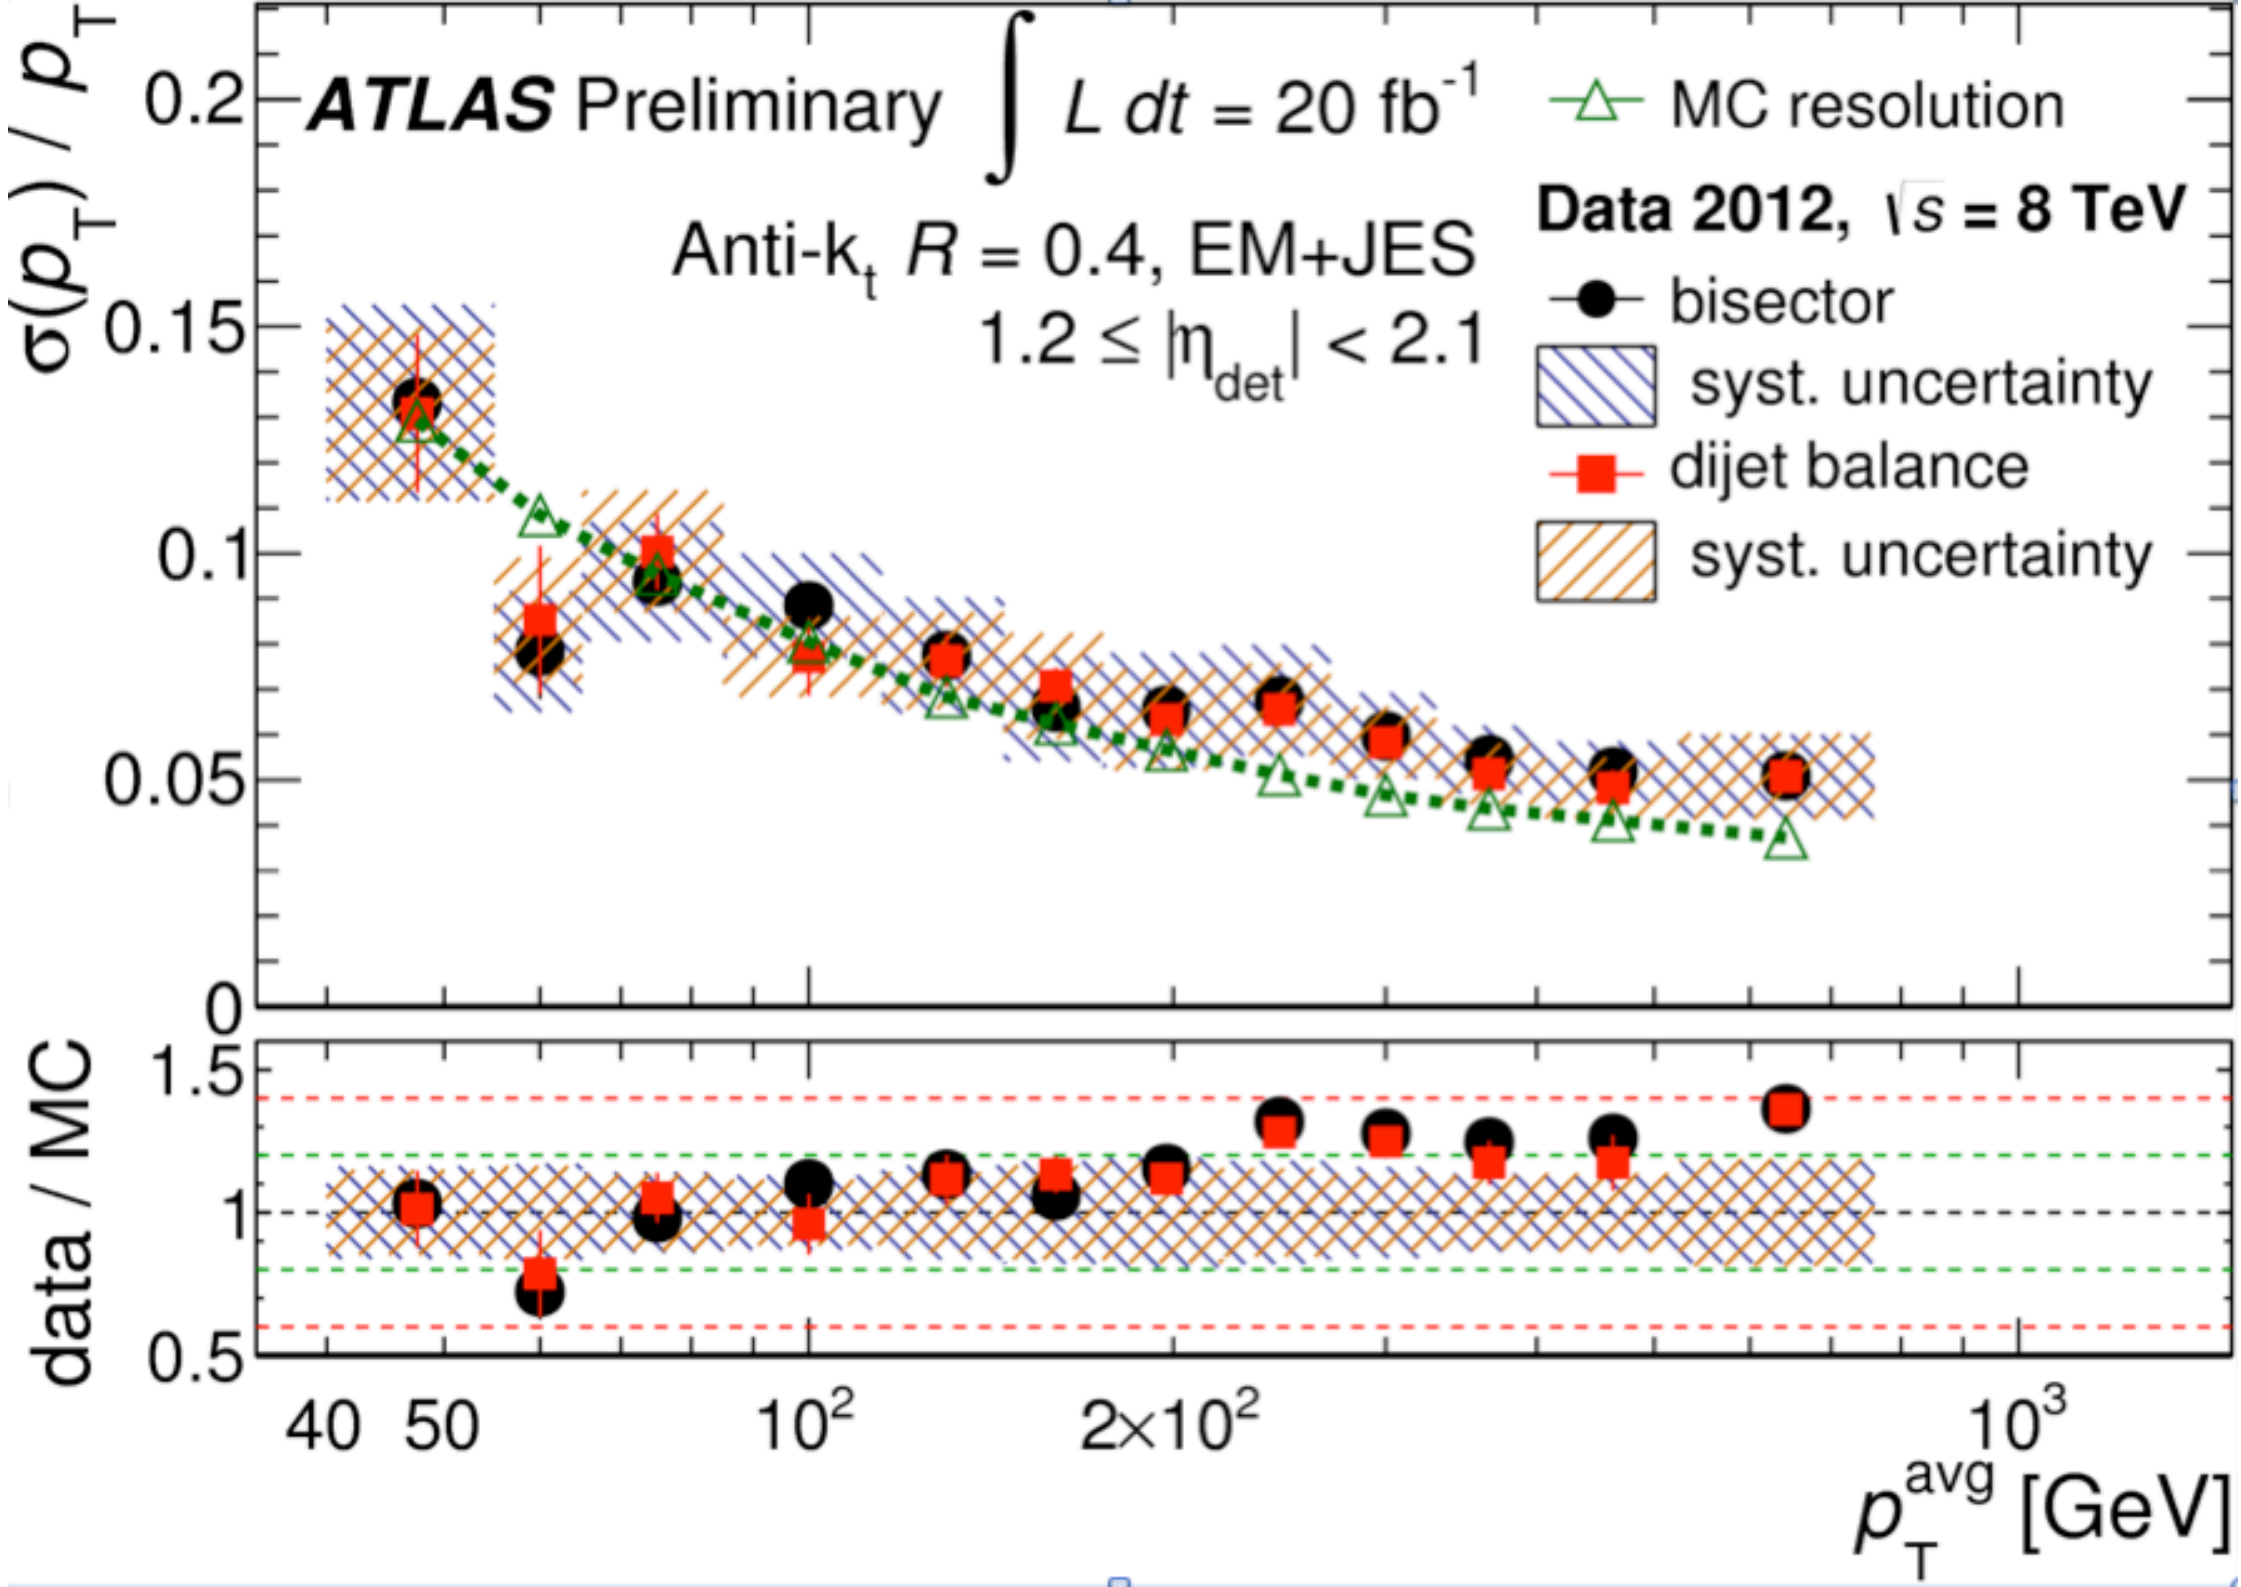 σ(p_T) / p_T
0.2
0.15
0.1
0.05
0
ATLAS Preliminary ∫ L dt = 20 fb⁻¹
Anti-k_t R = 0.4, EM+JES
1.2 ≤ |η_det| < 2.1
MC resolution
Data 2012, √s = 8 TeV
bisector
syst. uncertainty
dijet balance
syst. uncertainty
data / MC
1.5
1
0.5
40 50 10² 2×10² 10³
p_T^avg [GeV]